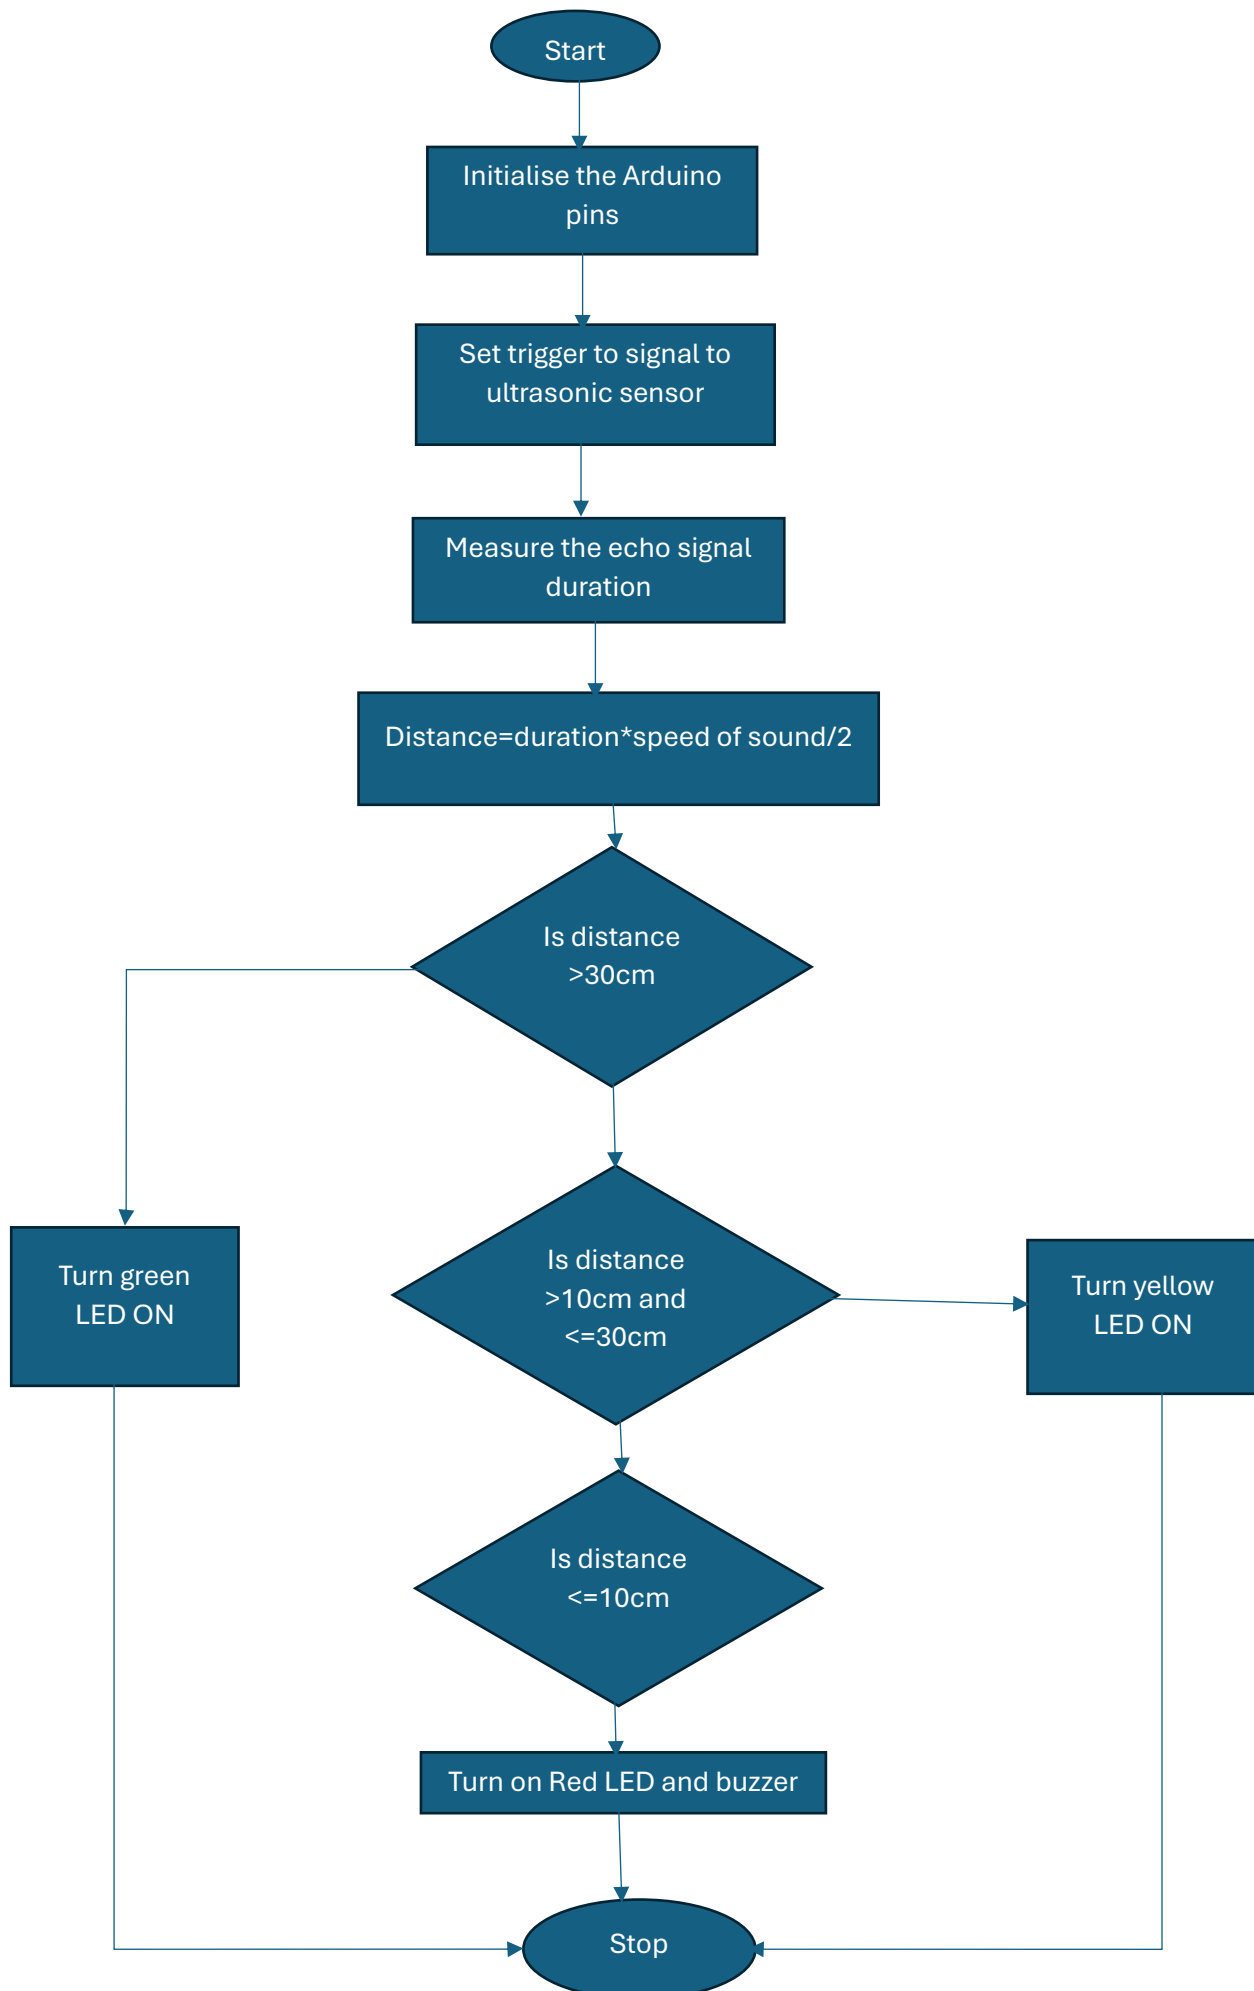 Start
Initialise the Arduino
pins
Set trigger to signal to
ultrasonic sensor
Measure the echo signal
duration
Distance=duration*speed of sound/2
Is distance
>30cm
Turn green
LED ON
Is distance
>10cm and
<=30cm
Turn yellow
LED ON
Is distance
<=10cm
Turn on Red LED and buzzer
Stop